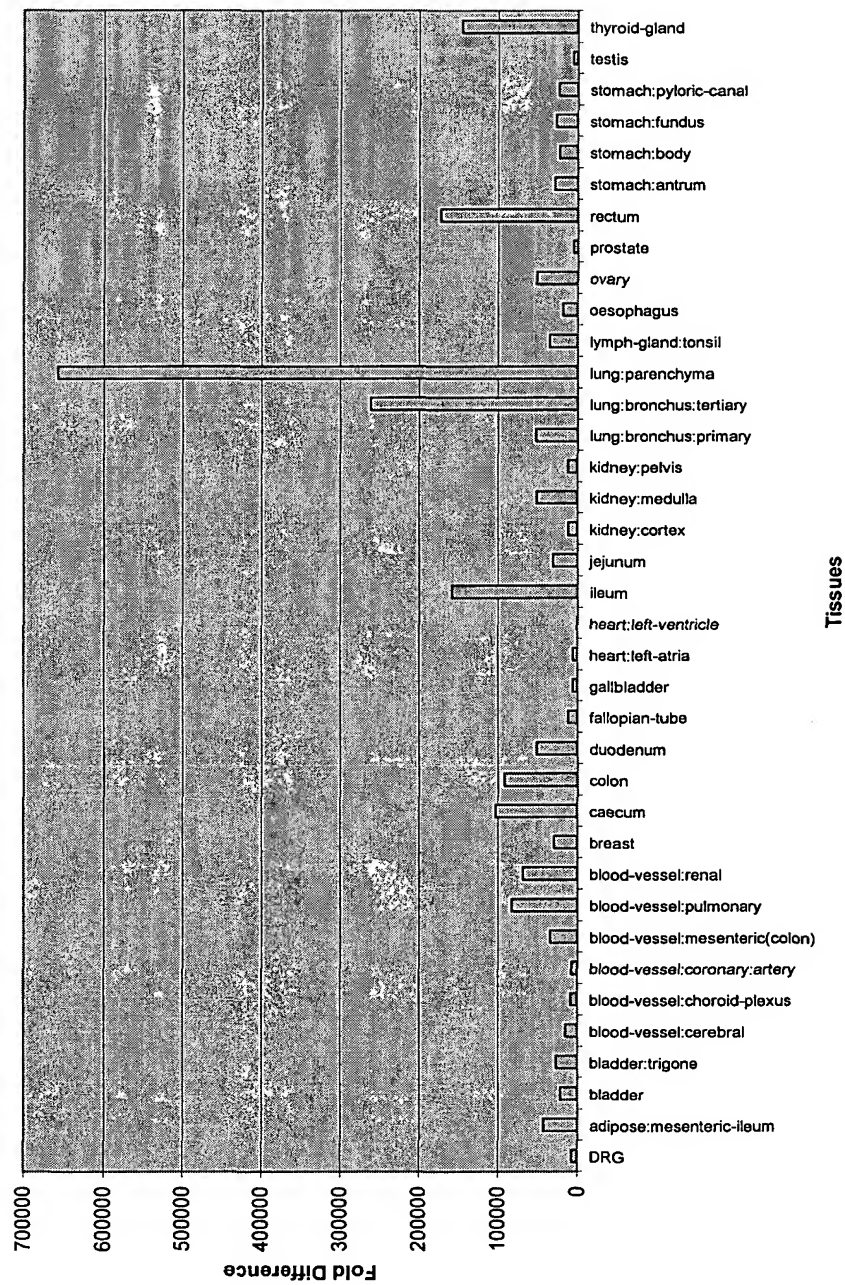 thyroid-gland
testis
stomach:pyloric-canal
stomach:fundus
stomach:body
stomach:antrum
rectum
prostate
ovary
oesophagus
lymph-gland:tonsil
lung:parenchyma
lung:bronchus:tertiary
lung:bronchus:primary
kidney:pelvis
kidney:medulla
kidney:cortex
jejunum
ileum
heart:left-ventricle
heart:left-atria
gallbladder
fallopian-tube
duodenum
colon
caecum
breast
blood-vessel:renal
blood-vessel:pulmonary
blood-vessel:mesenteric(colon)
blood-vessel:coronary:artery
blood-vessel:choroid-plexus
blood-vessel:cerebral
bladder:trigone
bladder
adipose:mesenteric-ileum
DRG
Tissues
700000
600000
500000
400000
300000
200000
100000
0
Fold Difference